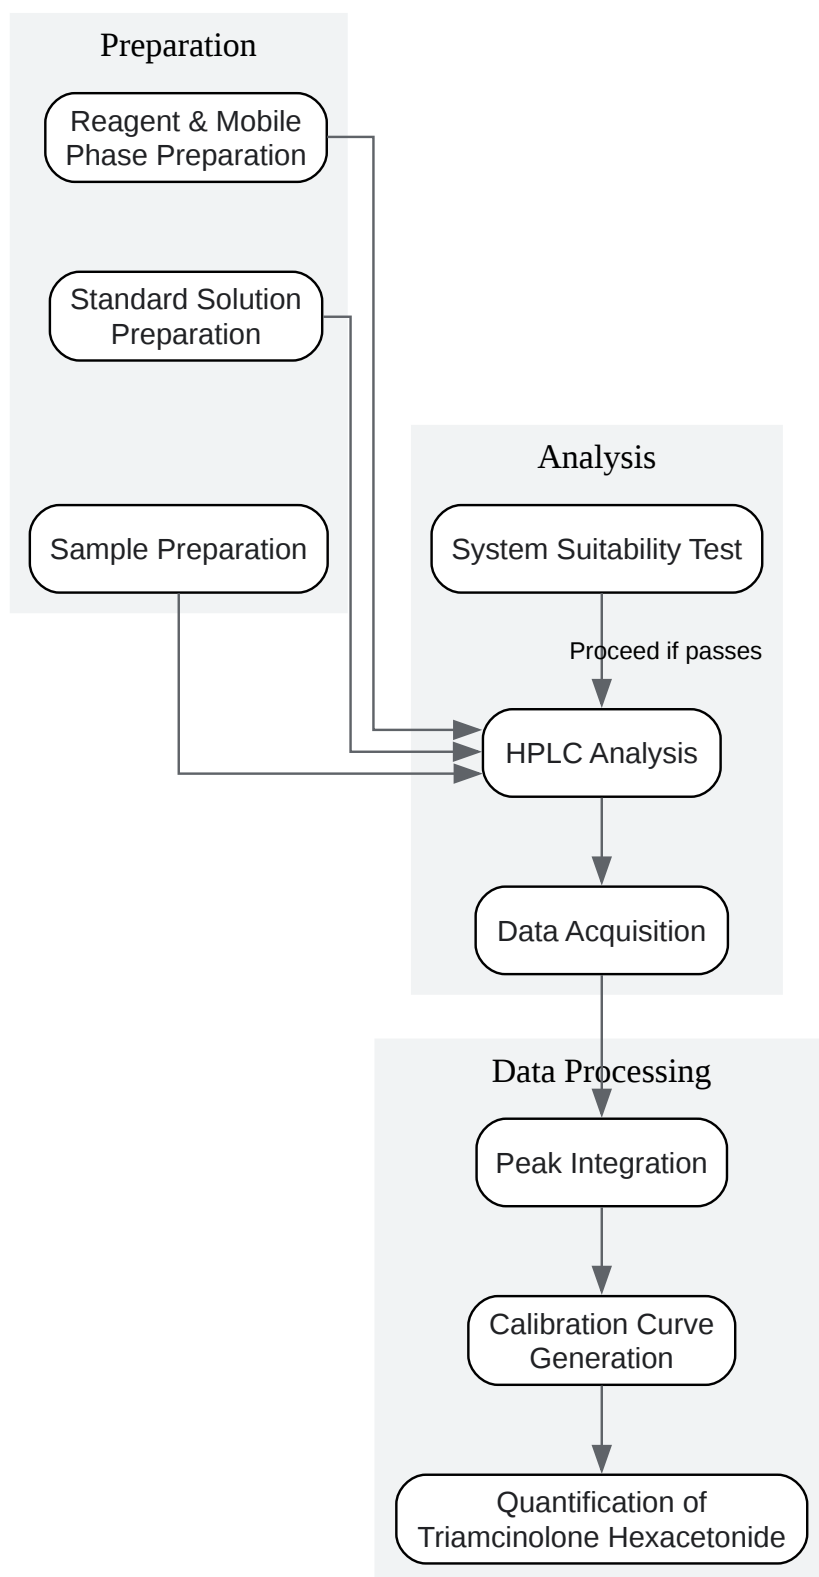 Preparation
Reagent & Mobile
Phase Preparation
Standard Solution
Preparation
Sample Preparation
Analysis
System Suitability Test
Proceed if passes
HPLC Analysis
Data Acquisition
Data Processing
Peak Integration
Calibration Curve
Generation
Quantification of
Triamcinolone Hexacetonide